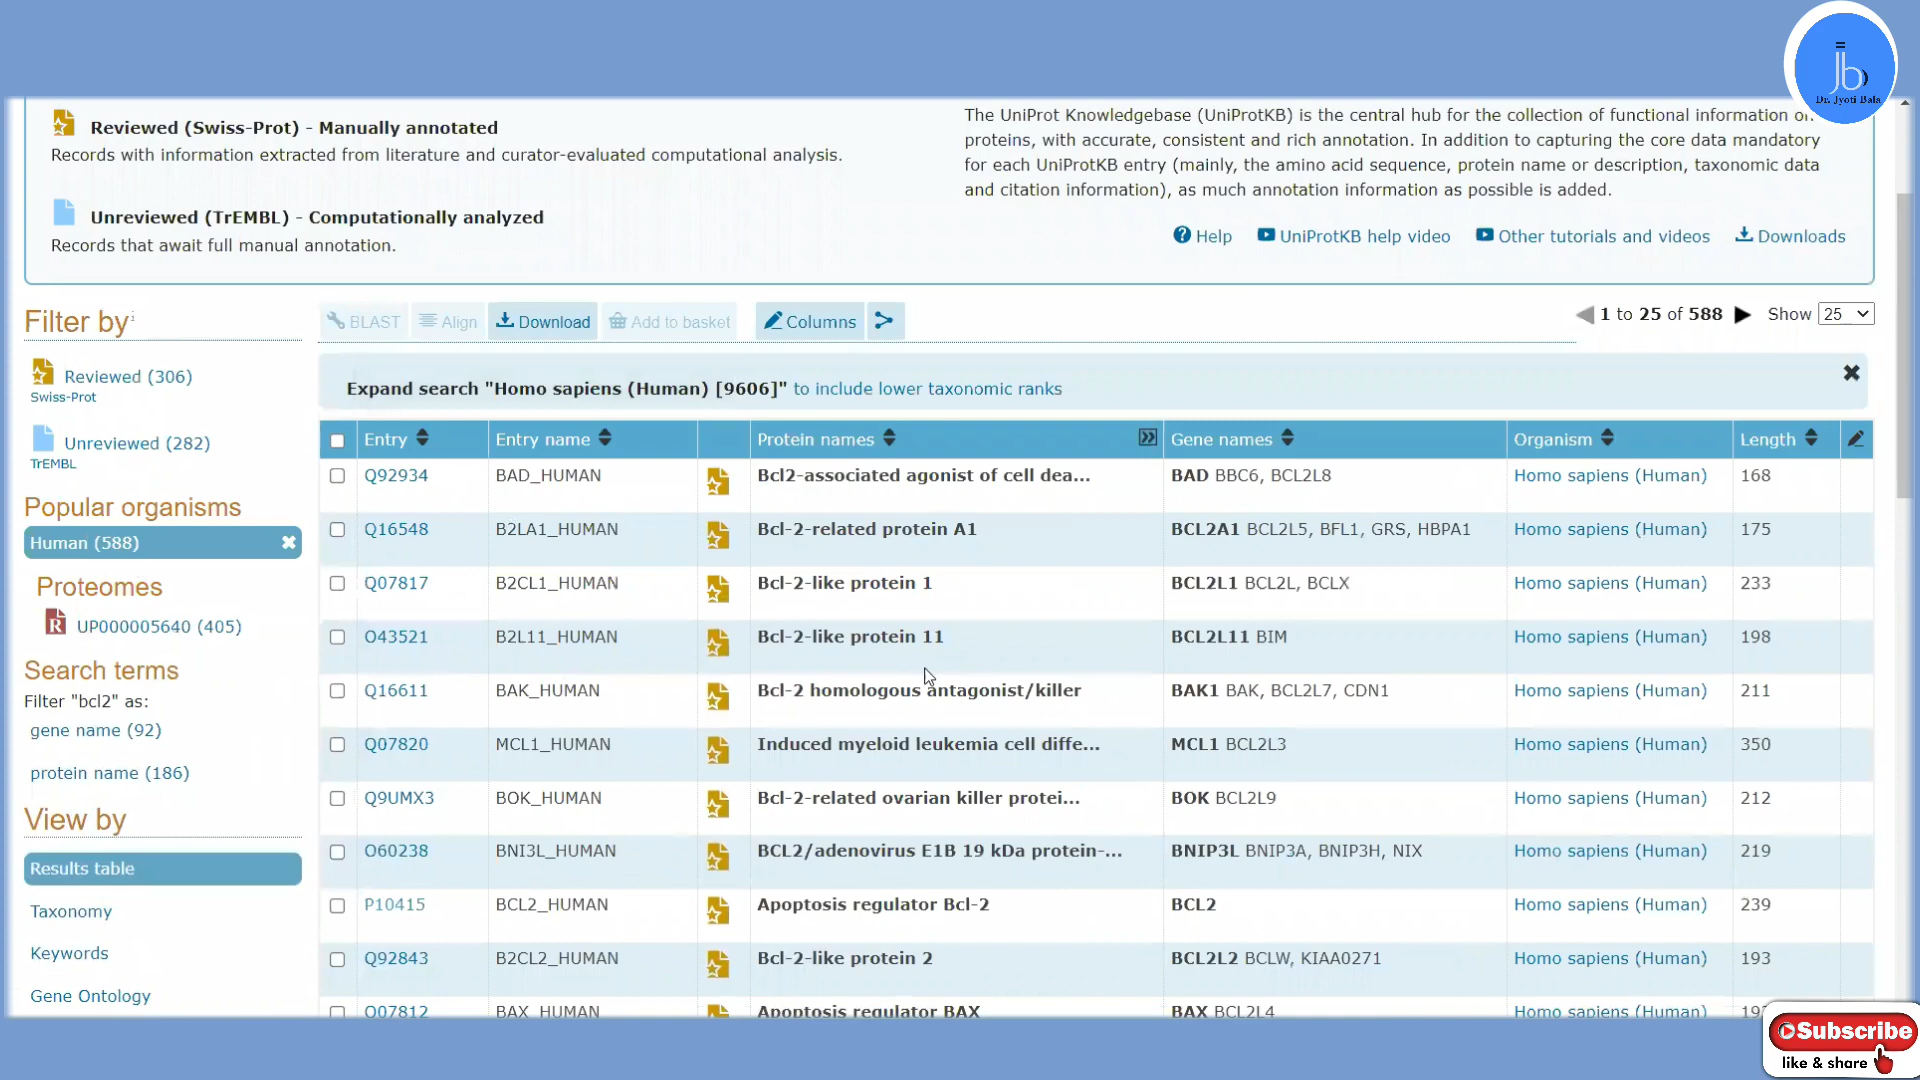 Dr. Jyoti Bala
Reviewed (Swiss-Prot) - Manually annotated
Records with information extracted from literature and curator-evaluated computational analysis.
Unreviewed (TrEMBL) - Computationally analyzed
Records that await full manual annotation.
The UniProt Knowledgebase (UniProtKB) is the central hub for the collection of functional information on
proteins, with accurate, consistent and rich annotation. In addition to capturing the core data mandatory
for each UniProtKB entry (mainly, the amino acid sequence, protein name or description, taxonomic data
and citation information), as much annotation information as possible is added.
Help UniProtKB help video Other tutorials and videos Downloads
Filter by
Reviewed (306)
Swiss-Prot
Unreviewed (282)
TrEMBL
Popular organisms
Human (588)
Proteomes
UP000005640 (405)
Search terms
Filter "bcl2" as:
gene name (92)
protein name (186)
View by
Results table
Taxonomy
Keywords
Gene Ontology
BLAST Align Download Add to basket Columns
1 to 25 of 588 Show 25
Expand search "Homo sapiens (Human) [9606]" to include lower taxonomic ranks
Entry Entry name Protein names Gene names Organism Length
Q92934 BAD_HUMAN Bcl2-associated agonist of cell dea... BAD BBC6, BCL2L8 Homo sapiens (Human) 168
Q16548 B2LA1_HUMAN Bcl-2-related protein A1 BCL2A1 BCL2L5, BFL1, GRS, HBPA1 Homo sapiens (Human) 175
Q07817 B2CL1_HUMAN Bcl-2-like protein 1 BCL2L1 BCL2L, BCLX Homo sapiens (Human) 233
O43521 B2L11_HUMAN Bcl-2-like protein 11 BCL2L11 BIM Homo sapiens (Human) 198
Q16611 BAK_HUMAN Bcl-2 homologous antagonist/killer BAK1 BAK, BCL2L7, CDN1 Homo sapiens (Human) 211
Q07820 MCL1_HUMAN Induced myeloid leukemia cell diffe... MCL1 BCL2L3 Homo sapiens (Human) 350
Q9UMX3 BOK_HUMAN Bcl-2-related ovarian killer protei... BOK BCL2L9 Homo sapiens (Human) 212
O60238 BNI3L_HUMAN BCL2/adenovirus E1B 19 kDa protein-... BNIP3L BNIP3A, BNIP3H, NIX Homo sapiens (Human) 219
P10415 BCL2_HUMAN Apoptosis regulator Bcl-2 BCL2 Homo sapiens (Human) 239
Q92843 B2CL2_HUMAN Bcl-2-like protein 2 BCL2L2 BCLW, KIAA0271 Homo sapiens (Human) 193
Q07812 BAX_HUMAN Apoptosis regulator BAX BAX BCL2L4 Homo sapiens (Human)
Subscribe
like & share